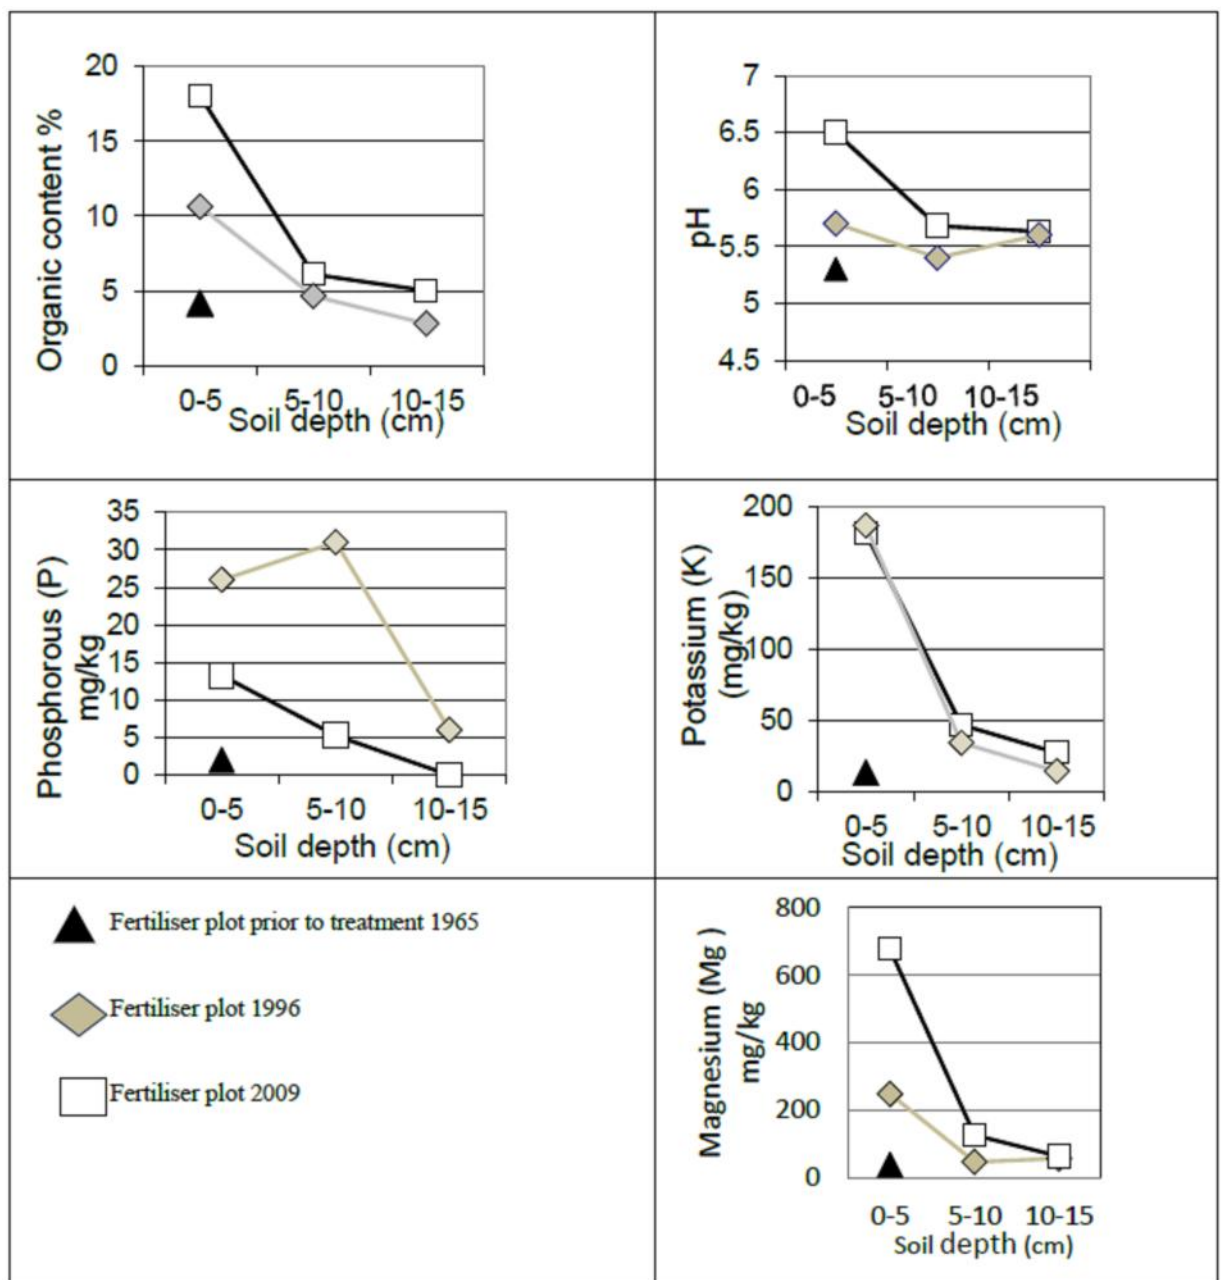 20
15
10
5
0
Organic content %
0-5 5-10 10-15
Soil depth (cm)
7
6.5
6
5.5
5
4.5
pH
0-5 5-10 10-15
Soil depth (cm)
35
30
25
20
15
10
5
0
Phosphorous (P)
mg/kg
0-5 5-10 10-15
Soil depth (cm)
200
150
100
50
0
Potassium (K)
(mg/kg)
0-5 5-10 10-15
Soil depth (cm)
Fertiliser plot prior to treatment 1965
Fertiliser plot 1996
Fertiliser plot 2009
800
600
400
200
0
Magnesium (Mg )
mg/kg
0-5 5-10 10-15
Soil depth (cm)